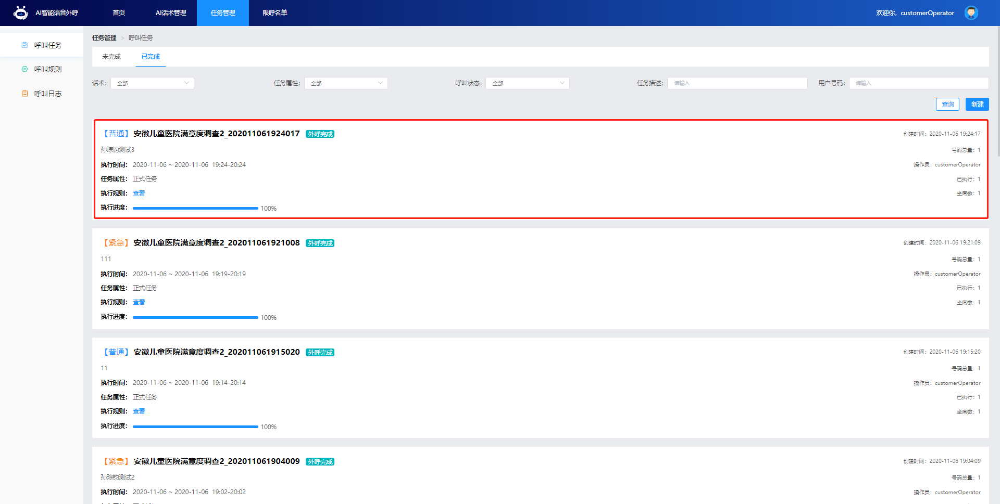 AI智能语音外呼 首页 AI话术管理 任务管理 限呼名单 欢迎你, customerOperator
呼叫任务
呼叫规则
呼叫日志
任务管理 > 呼叫任务
未完成 已完成
话术: 全部 任务属性: 全部 呼叫状态: 全部 任务描述: 请输入 用户号码: 请输入
查询 新建
【普通】 安徽儿童医院满意度调查2_202011061924017 外呼完成 创建时间: 2020-11-06 19:24:17
孙琮钧测试3 号码总量: 1
执行时间: 2020-11-06 ~ 2020-11-06 19:24-20:24 操作员: customerOperator
任务属性: 正式任务 已执行: 1
执行规则: 查看 坐席数: 1
执行进度: 100%
【紧急】 安徽儿童医院满意度调查2_202011061921008 外呼完成 创建时间: 2020-11-06 19:21:09
111 号码总量: 1
执行时间: 2020-11-06 ~ 2020-11-06 19:19-20:19 操作员: customerOperator
任务属性: 正式任务 已执行: 1
执行规则: 查看 坐席数: 1
执行进度: 100%
【普通】 安徽儿童医院满意度调查2_202011061915020 外呼完成 创建时间: 2020-11-06 19:15:20
11 号码总量: 1
执行时间: 2020-11-06 ~ 2020-11-06 19:14-20:14 操作员: customerOperator
任务属性: 正式任务 已执行: 1
执行规则: 查看 坐席数: 1
执行进度: 100%
【紧急】 安徽儿童医院满意度调查2_202011061904009 外呼完成 创建时间: 2020-11-06 19:04:09
孙琮钧测试2 号码总量: 1
执行时间: 2020-11-06 ~ 2020-11-06 19:02-20:02 操作员: customerOperator